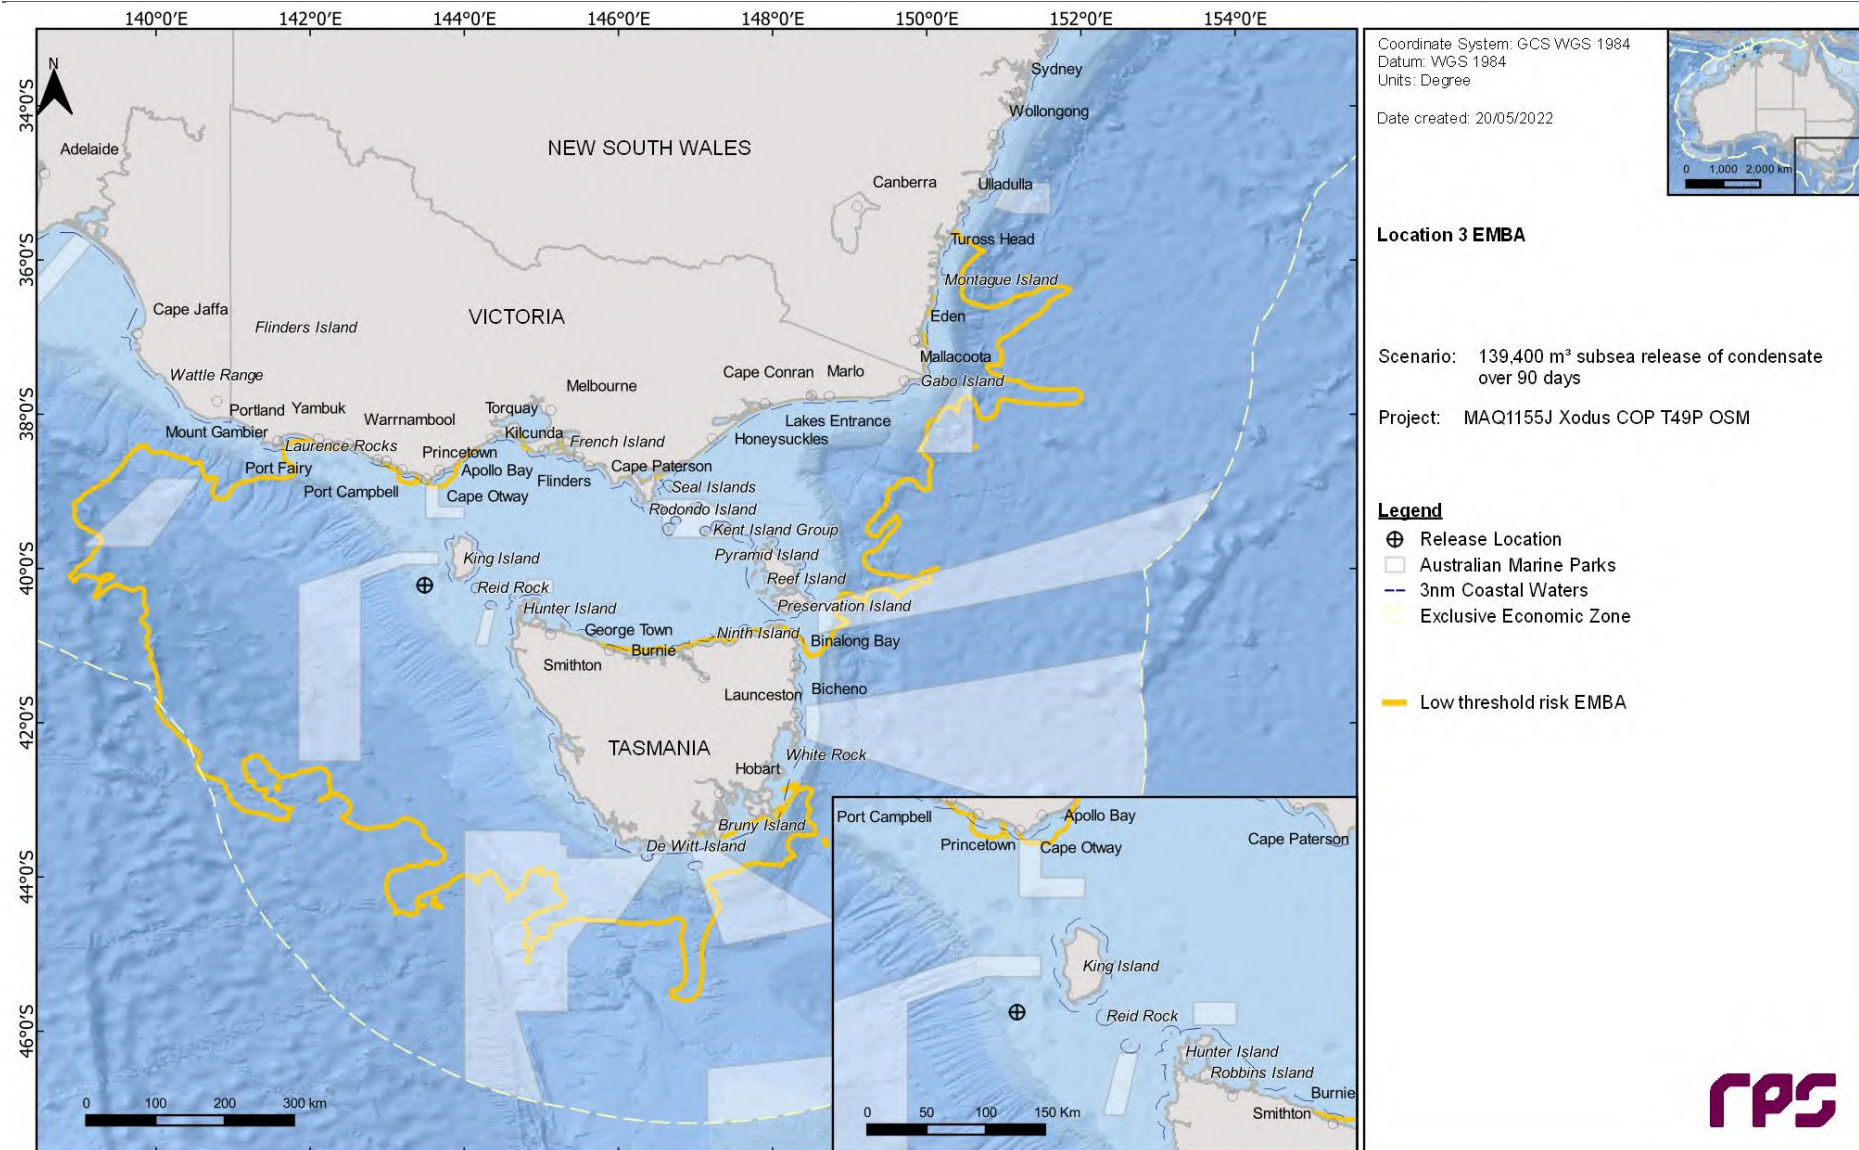 140°0'E 142°0'E 144°0'E 146°0'E 148°0'E 150°0'E 152°0'E 154°0'E
34°0'S
36°0'S
38°0'S
40°0'S
42°0'S
44°0'S
46°0'S
N
Sydney
Wollongong
Adelaide
NEW SOUTH WALES
Canberra
Ulladulla
Tuross Head
Montague Island
Cape Jaffa
Flinders Island
VICTORIA
Eden
Mallacoota
Wattle Range
Melbourne
Cape Conran
Marlo
Gabo Island
Portland
Yambuk
Warrnambool
Torquay
Lakes Entrance
Mount Gambier
Laurence Rocks
Kilcunda
French Island
Honeysuckles
Princetown
Port Fairy
Apollo Bay
Flinders
Cape Paterson
Port Campbell
Cape Otway
Seal Islands
Rodondo Island
Kent Island Group
King Island
Pyramid Island
Reid Rock
Reef Island
Hunter Island
Preservation Island
George Town
Ninth Island
Binalong Bay
Burnie
Smithton
Launceston
Bicheno
TASMANIA
White Rock
Hobart
Bruny Island
De Witt Island
0 100 200 300 km
Port Campbell
Apollo Bay
Princetown
Cape Otway
Cape Paterson
King Island
Reid Rock
Hunter Island
Robbins Island
Burnie
Smithton
0 50 100 150 Km
Coordinate System: GCS WGS 1984
Datum: WGS 1984
Units: Degree
Date created: 20/05/2022
0 1,000 2,000 km
Location 3 EMBA
Scenario: 139,400 m³ subsea release of condensate
over 90 days
Project: MAQ1155J Xodus COP T49P OSM
Legend
Release Location
Australian Marine Parks
3nm Coastal Waters
Exclusive Economic Zone
Low threshold risk EMBA
rps